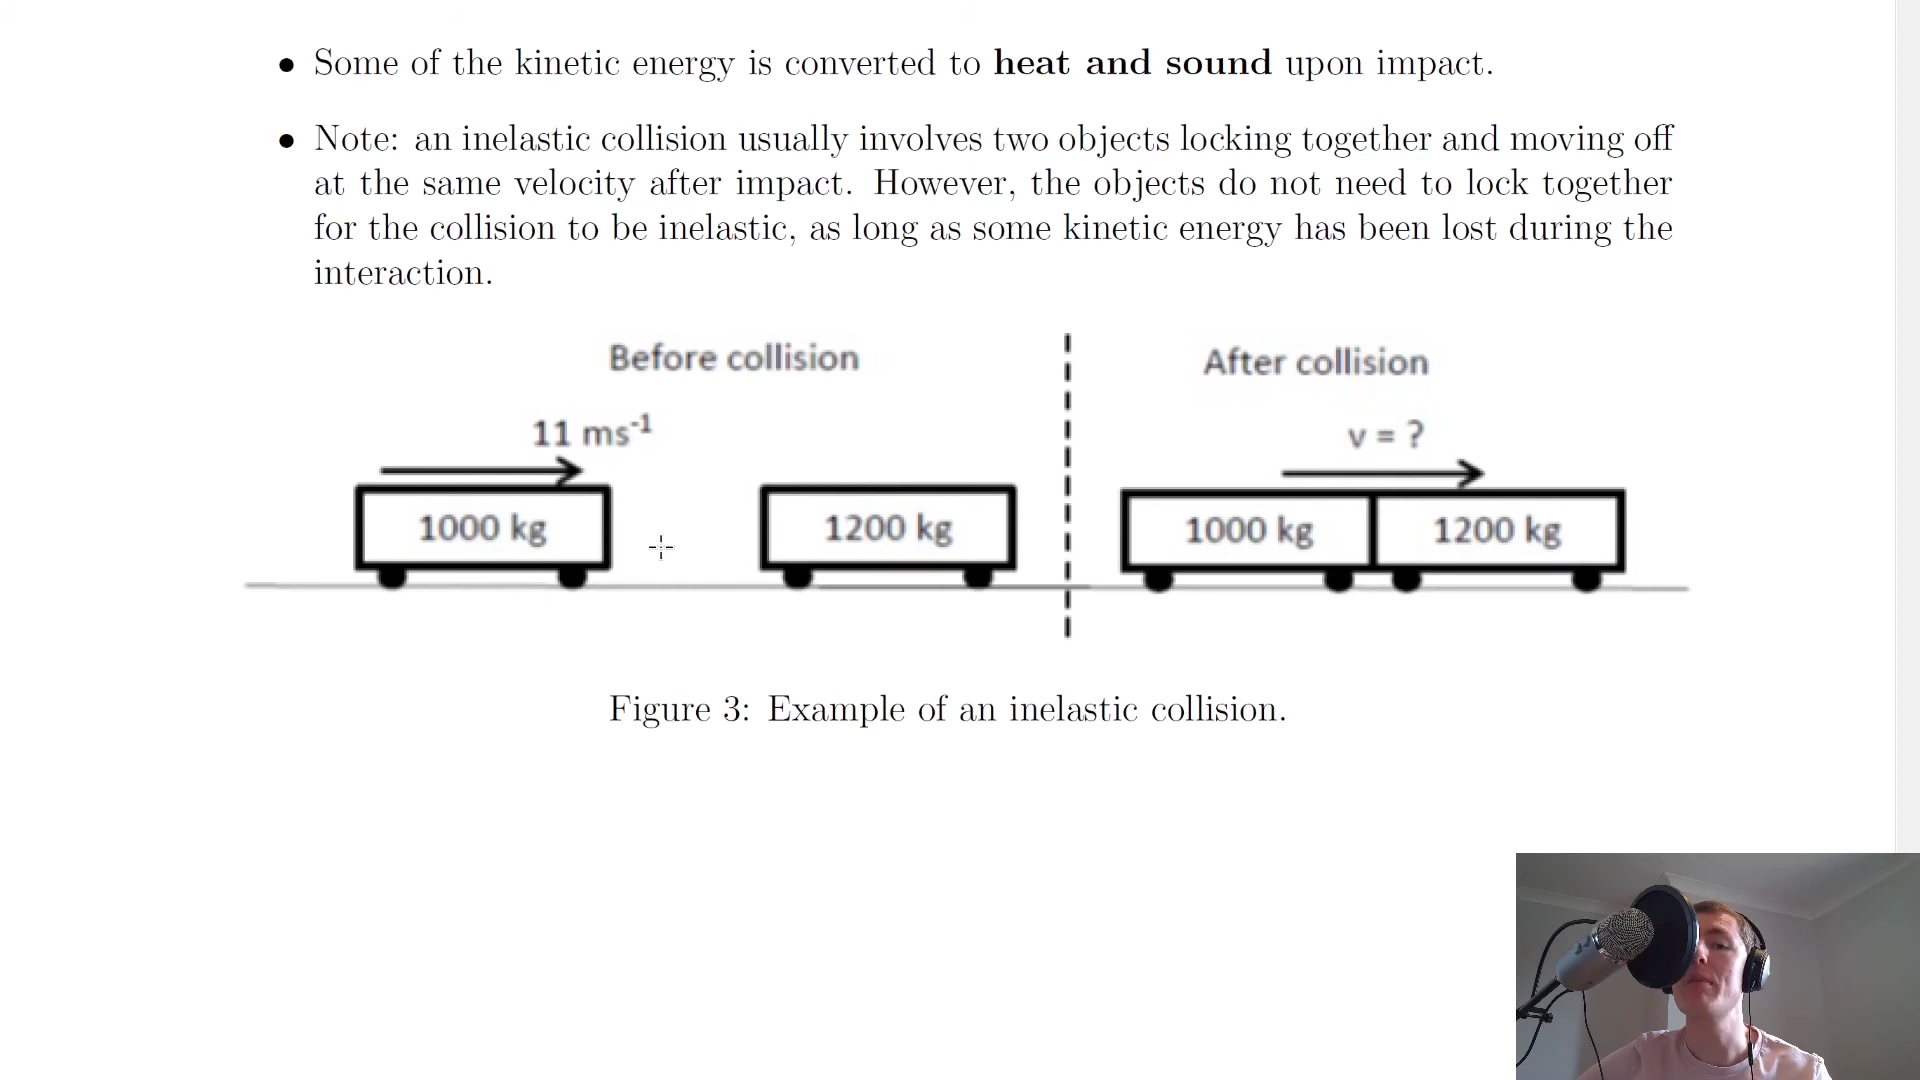 • Some of the kinetic energy is converted to heat and sound upon impact.
• Note: an inelastic collision usually involves two objects locking together and moving off
at the same velocity after impact. However, the objects do not need to lock together
for the collision to be inelastic, as long as some kinetic energy has been lost during the
interaction.
Before collision
After collision
11 ms⁻¹
v = ?
1000 kg
1200 kg
1000 kg
1200 kg
Figure 3: Example of an inelastic collision.